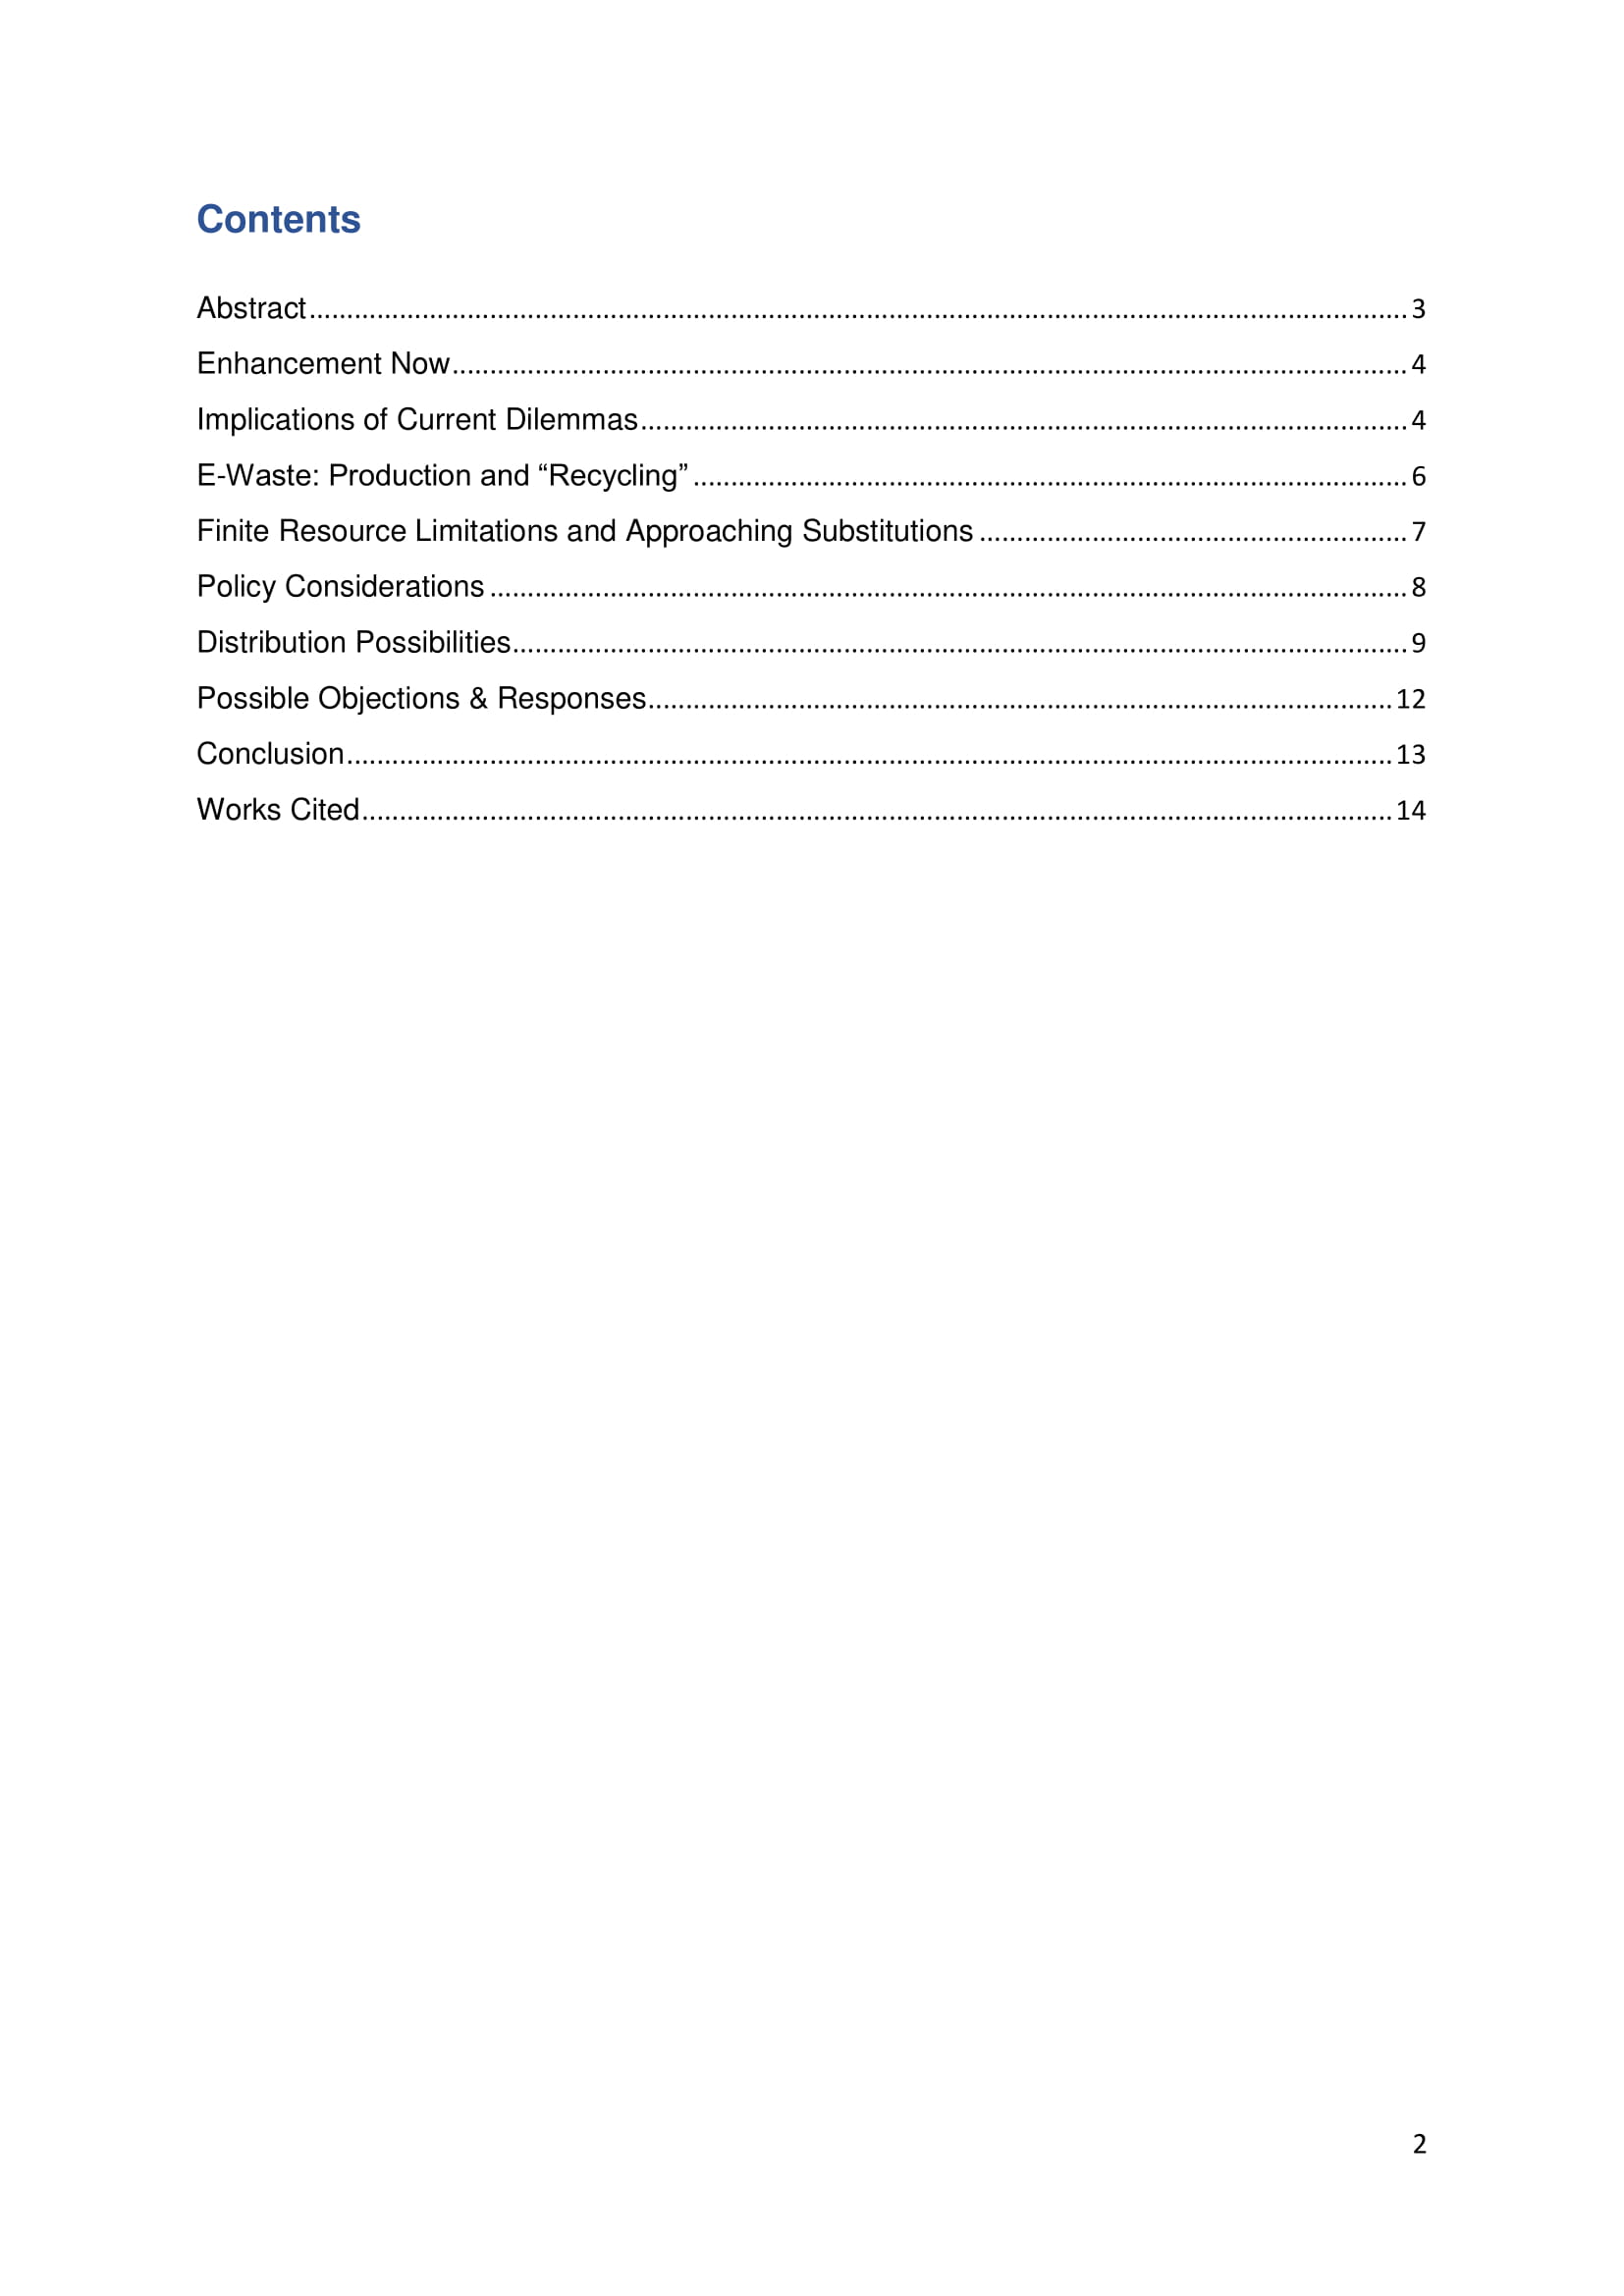 Contents
Abstract........................................................................................................................................................3
Enhancement Now....................................................................................................................................4
Implications of Current Dilemmas..........................................................................................................4
E-Waste: Production and “Recycling”...................................................................................................6
Finite Resource Limitations and Approaching Substitutions...........................................................7
Policy Considerations...............................................................................................................................8
Distribution Possibilities............................................................................................................................9
Possible Objections & Responses.......................................................................................................12
Conclusion.................................................................................................................................................13
Works Cited...............................................................................................................................................14
2